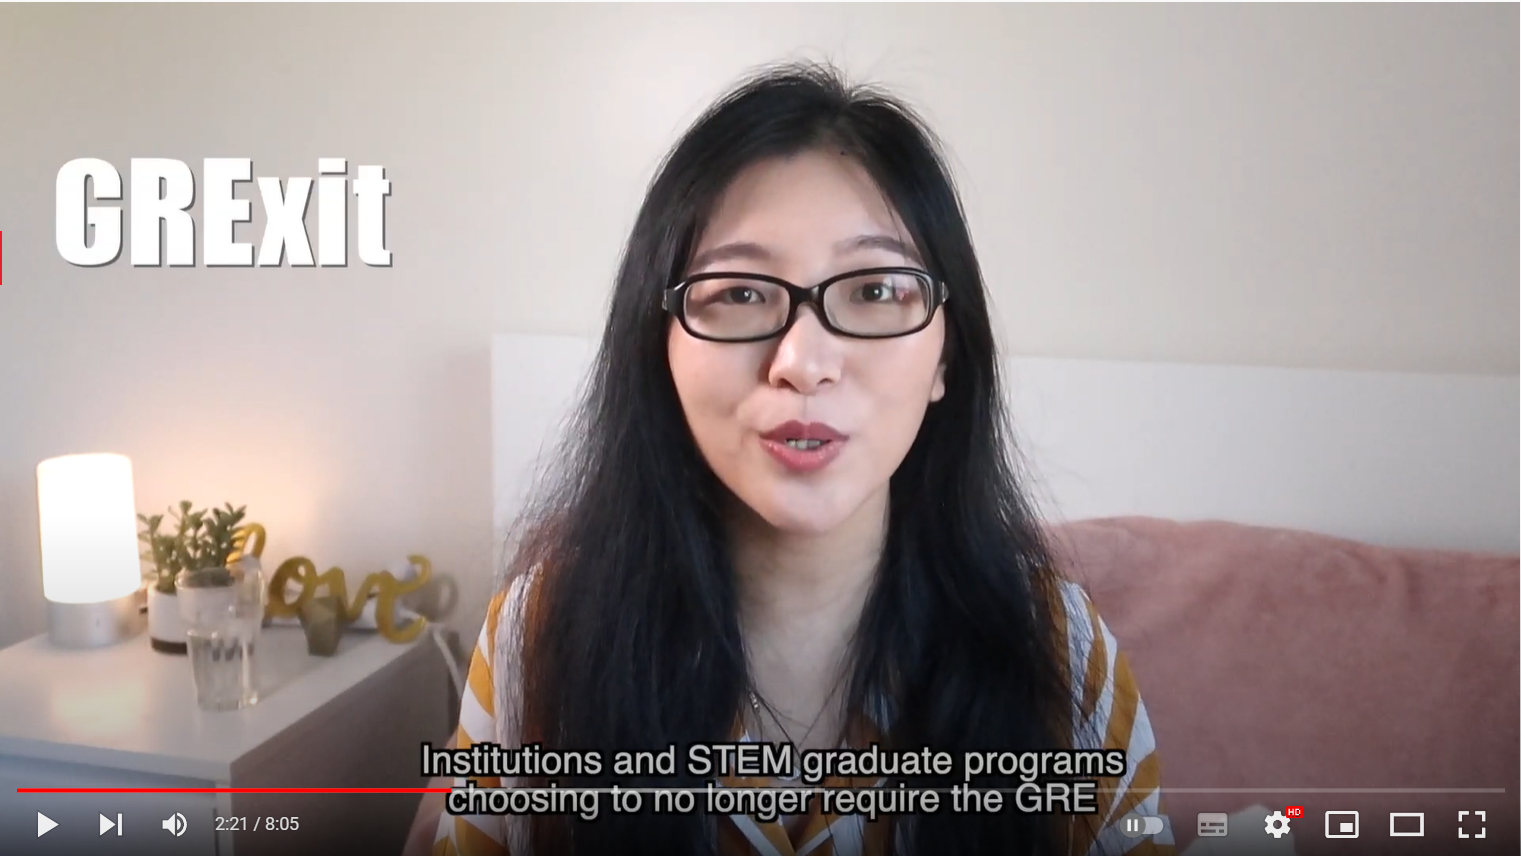 GRExit
love
Institutions and STEM graduate programs
choosing to no longer require the GRE
2:21 / 8:05
HD